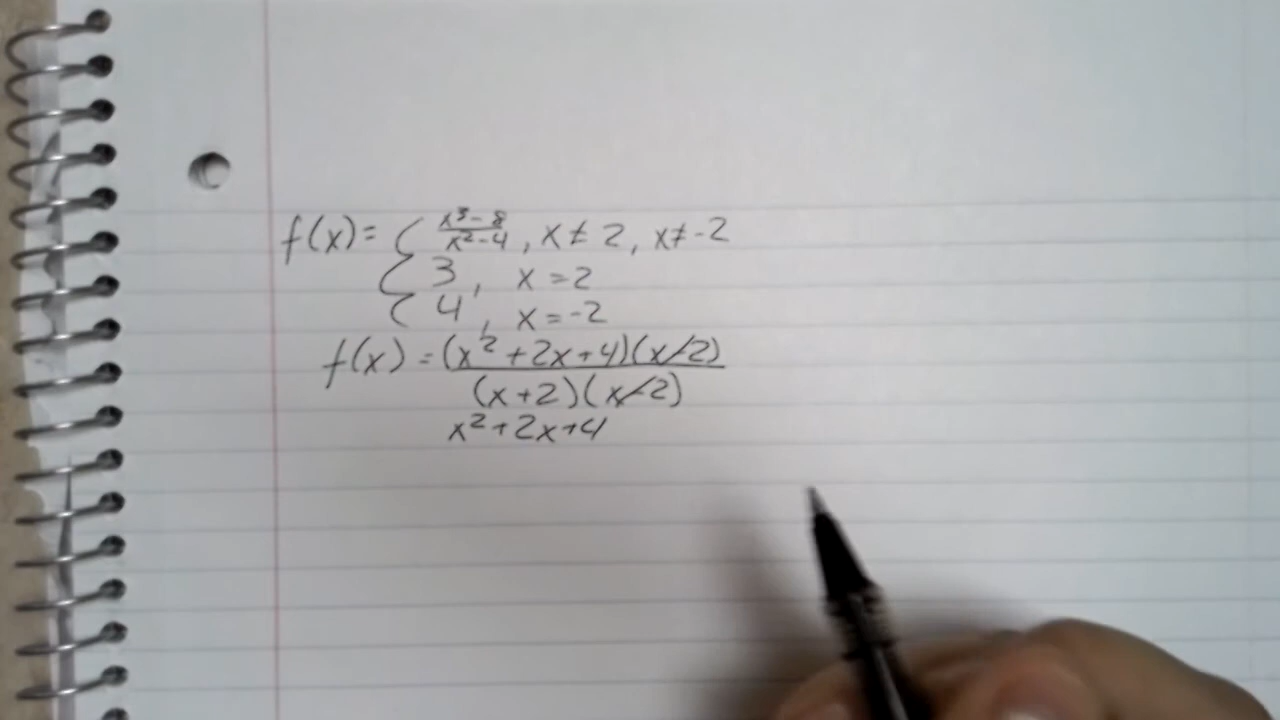 f(x) = { x³-8/x²-4, x≠2, x≠-2
{ 3, x=2
{ 4, x=-2
f(x) = (x²+2x+4)(x-2)
(x+2)(x-2)
x²+2x+4